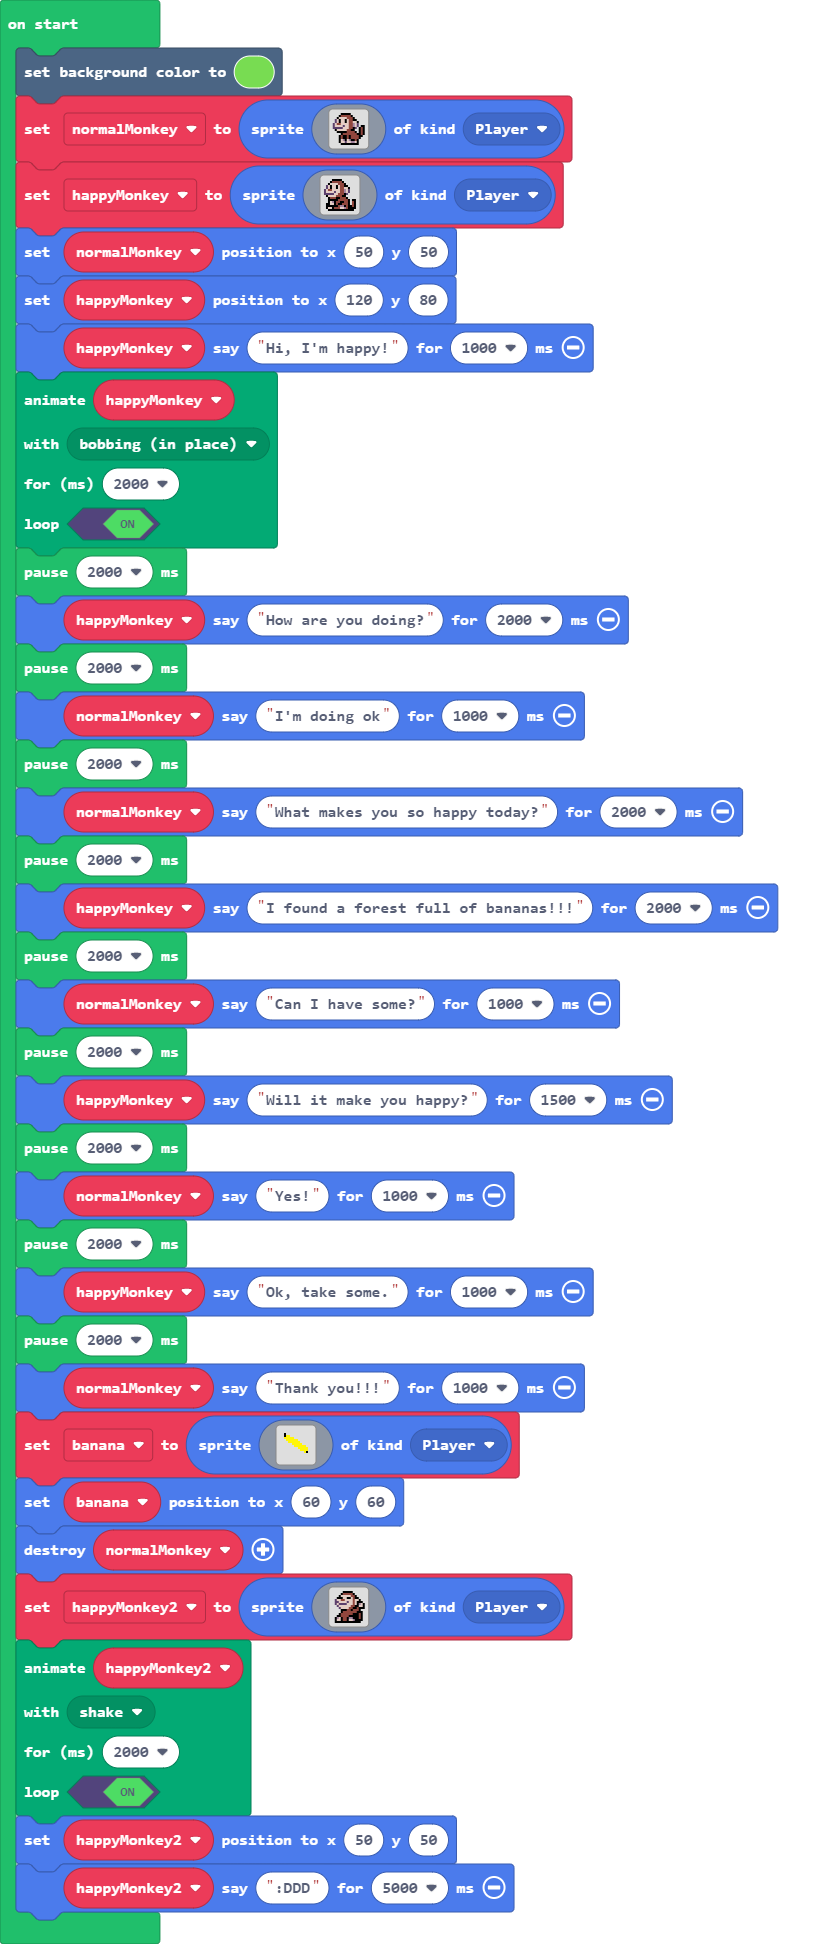 on start
set background color to
set normalMonkey to sprite of kind Player
set happyMonkey to sprite of kind Player
set normalMonkey position to x 50 y 50
set happyMonkey position to x 120 y 80
happyMonkey say "Hi, I'm happy!" for 1000 ms
animate happyMonkey
with bobbing (in place)
for (ms) 2000
loop ON
pause 2000 ms
happyMonkey say "How are you doing?" for 2000 ms
pause 2000 ms
normalMonkey say "I'm doing ok" for 1000 ms
pause 2000 ms
normalMonkey say "What makes you so happy today?" for 2000 ms
pause 2000 ms
happyMonkey say "I found a forest full of bananas!!!" for 2000 ms
pause 2000 ms
normalMonkey say "Can I have some?" for 1000 ms
pause 2000 ms
happyMonkey say "Will it make you happy?" for 1500 ms
pause 2000 ms
normalMonkey say "Yes!" for 1000 ms
pause 2000 ms
happyMonkey say "Ok, take some." for 1000 ms
pause 2000 ms
normalMonkey say "Thank you!!!" for 1000 ms
set banana to sprite of kind Player
set banana position to x 60 y 60
destroy normalMonkey
set happyMonkey2 to sprite of kind Player
animate happyMonkey2
with shake
for (ms) 2000
loop ON
set happyMonkey2 position to x 50 y 50
happyMonkey2 say ":DDD" for 5000 ms